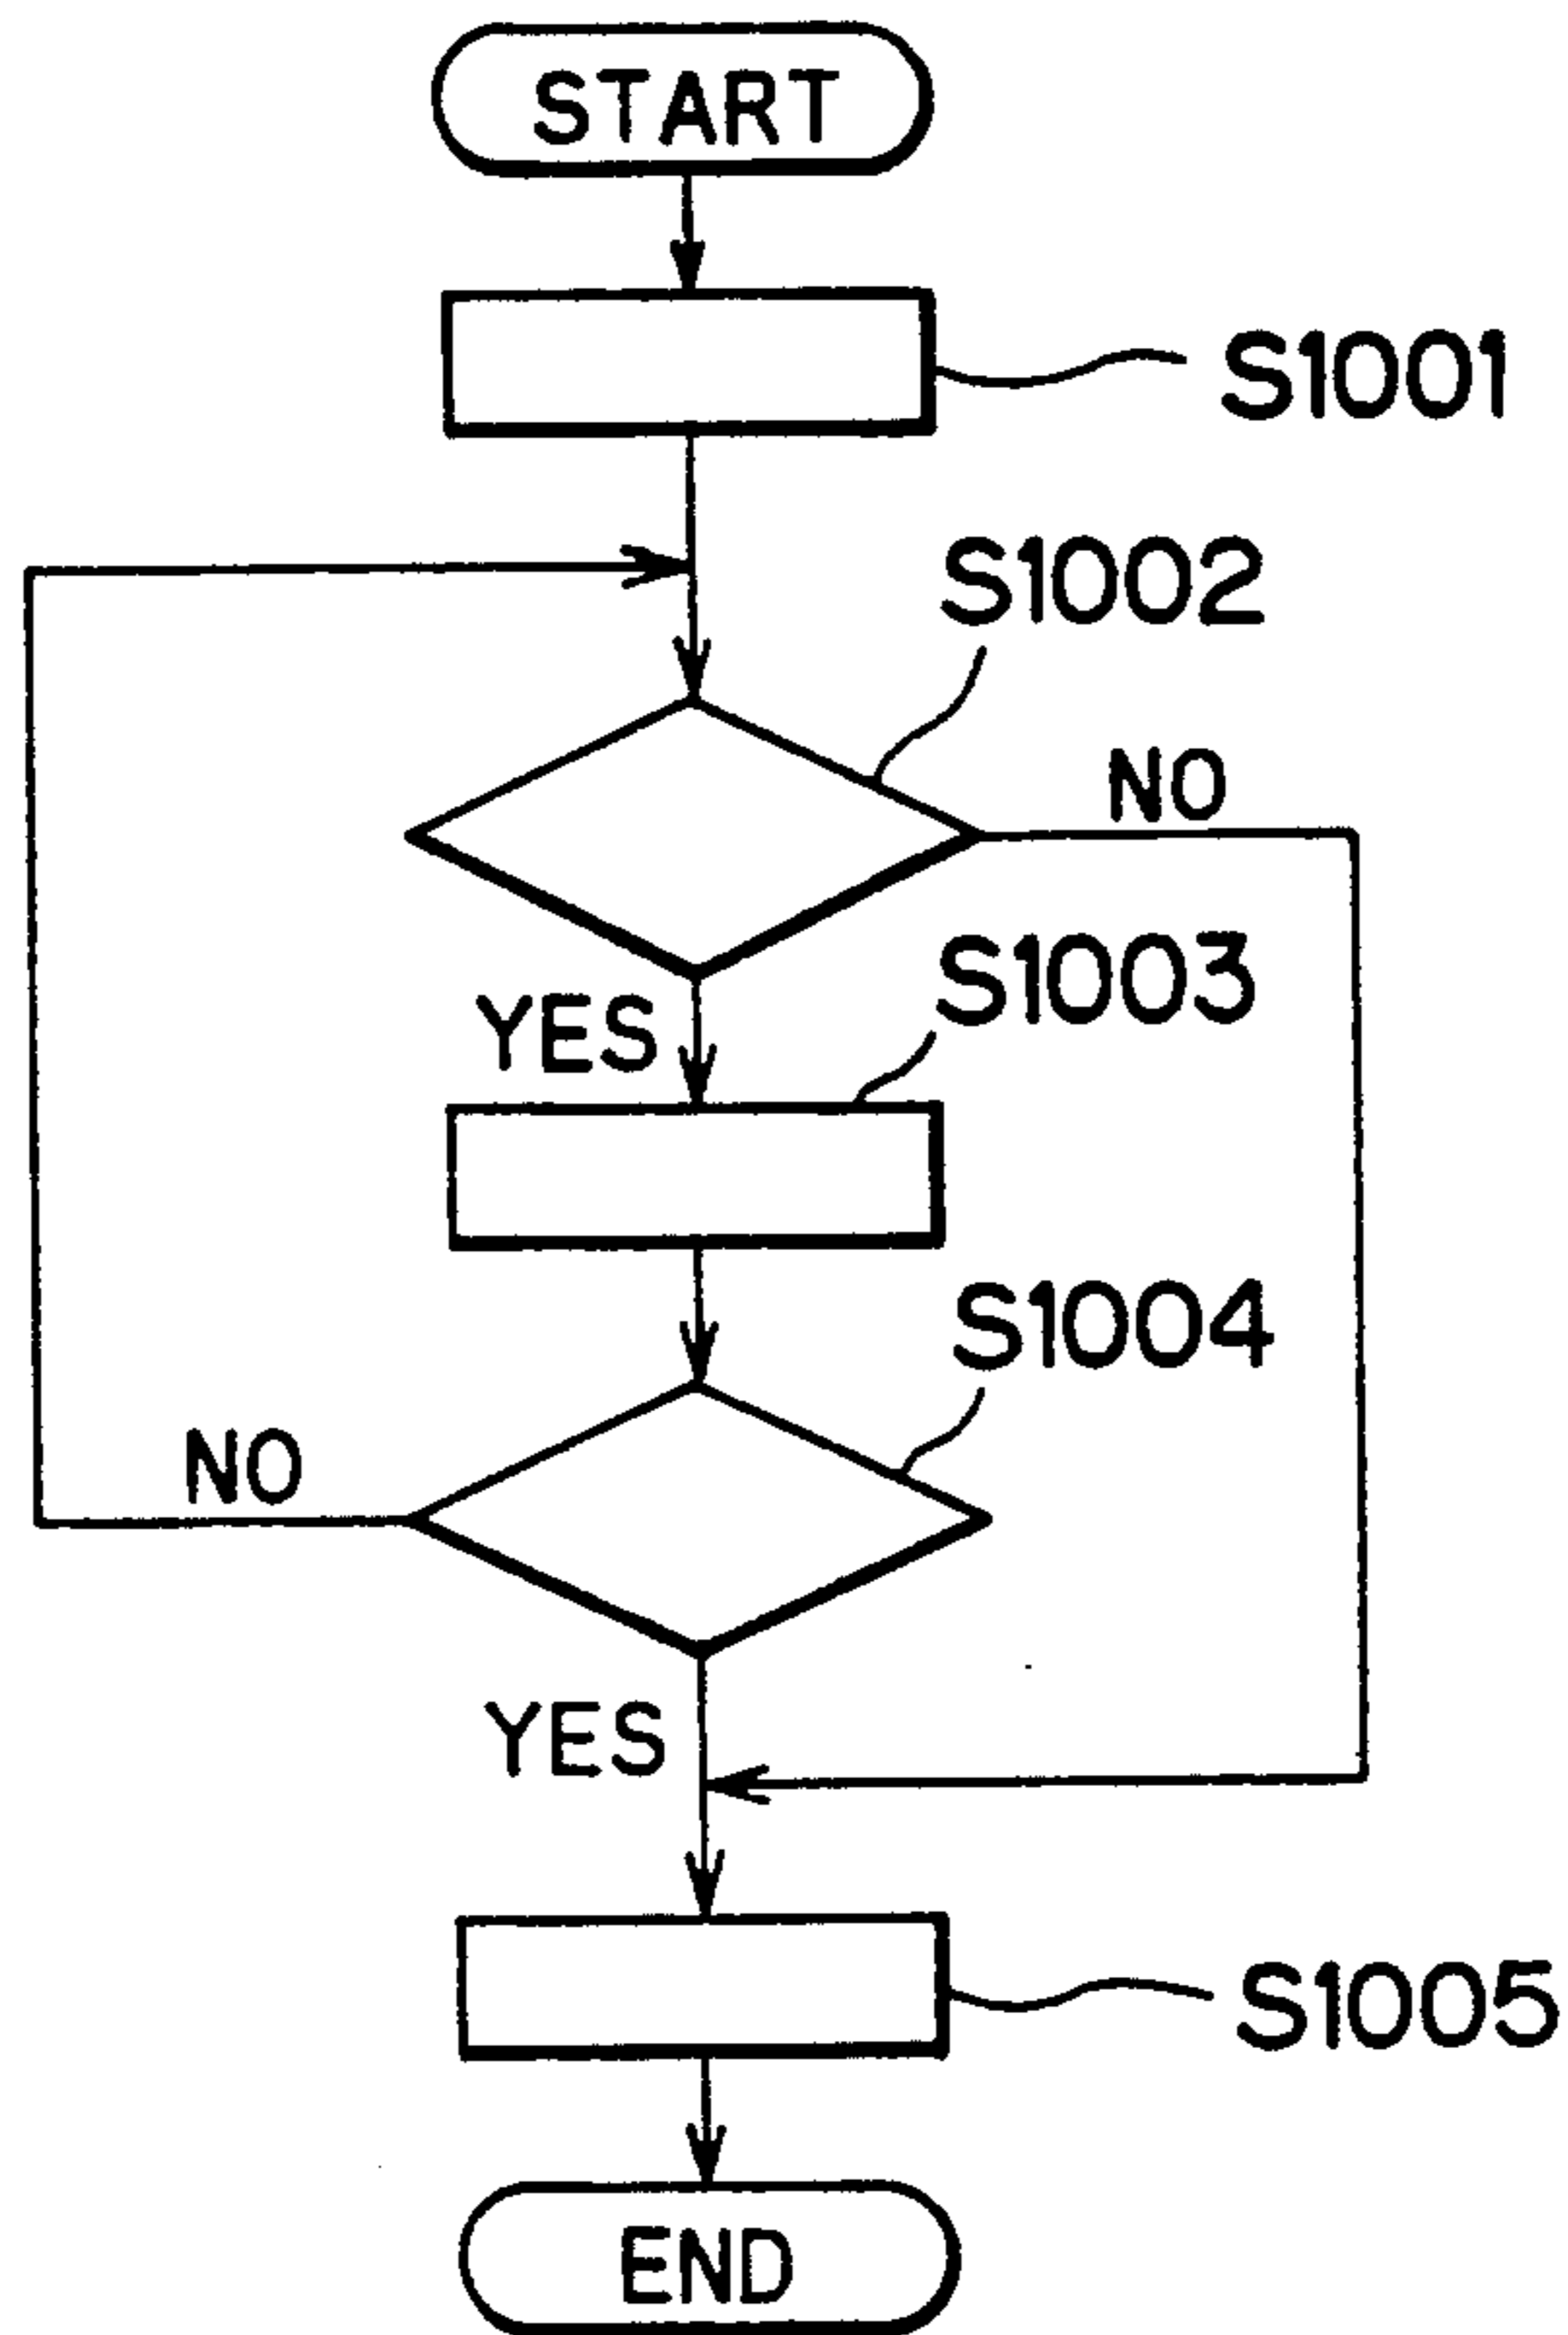 START
S1001
S1002
NO
S1003
YES
S1004
NO
YES
S1005
END